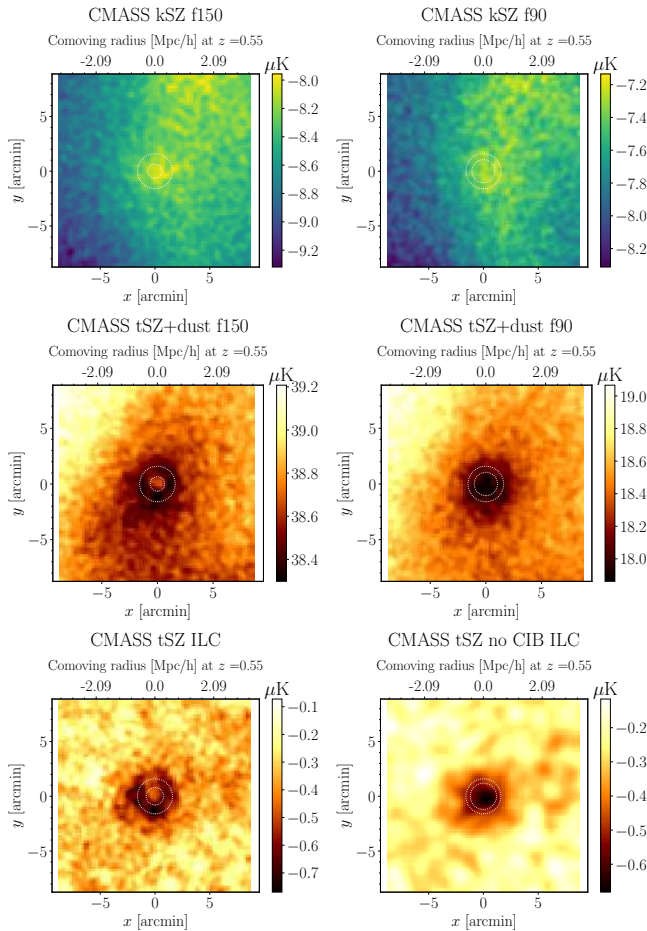 CMASS kSZ f150
Comoving radius [Mpc/h] at z =0.55
-2.09 0.0 2.09
μK
5
0
−5
y [arcmin]
−5 0 5
x [arcmin]
−8.0
−8.2
−8.4
−8.6
−8.8
−9.0
−9.2
CMASS kSZ f90
Comoving radius [Mpc/h] at z =0.55
-2.09 0.0 2.09
μK
5
0
−5
y [arcmin]
−5 0 5
x [arcmin]
−7.2
−7.4
−7.6
−7.8
−8.0
−8.2
CMASS tSZ+dust f150
Comoving radius [Mpc/h] at z =0.55
-2.09 0.0 2.09
μK
5
0
−5
y [arcmin]
−5 0 5
x [arcmin]
39.2
39.0
38.8
38.6
38.4
CMASS tSZ+dust f90
Comoving radius [Mpc/h] at z =0.55
-2.09 0.0 2.09
μK
5
0
−5
y [arcmin]
−5 0 5
x [arcmin]
19.0
18.8
18.6
18.4
18.2
18.0
CMASS tSZ ILC
Comoving radius [Mpc/h] at z =0.55
-2.09 0.0 2.09
μK
5
0
−5
y [arcmin]
−5 0 5
x [arcmin]
−0.1
−0.2
−0.3
−0.4
−0.5
−0.6
−0.7
CMASS tSZ no CIB ILC
Comoving radius [Mpc/h] at z =0.55
-2.09 0.0 2.09
μK
5
0
−5
y [arcmin]
−5 0 5
x [arcmin]
−0.2
−0.3
−0.4
−0.5
−0.6